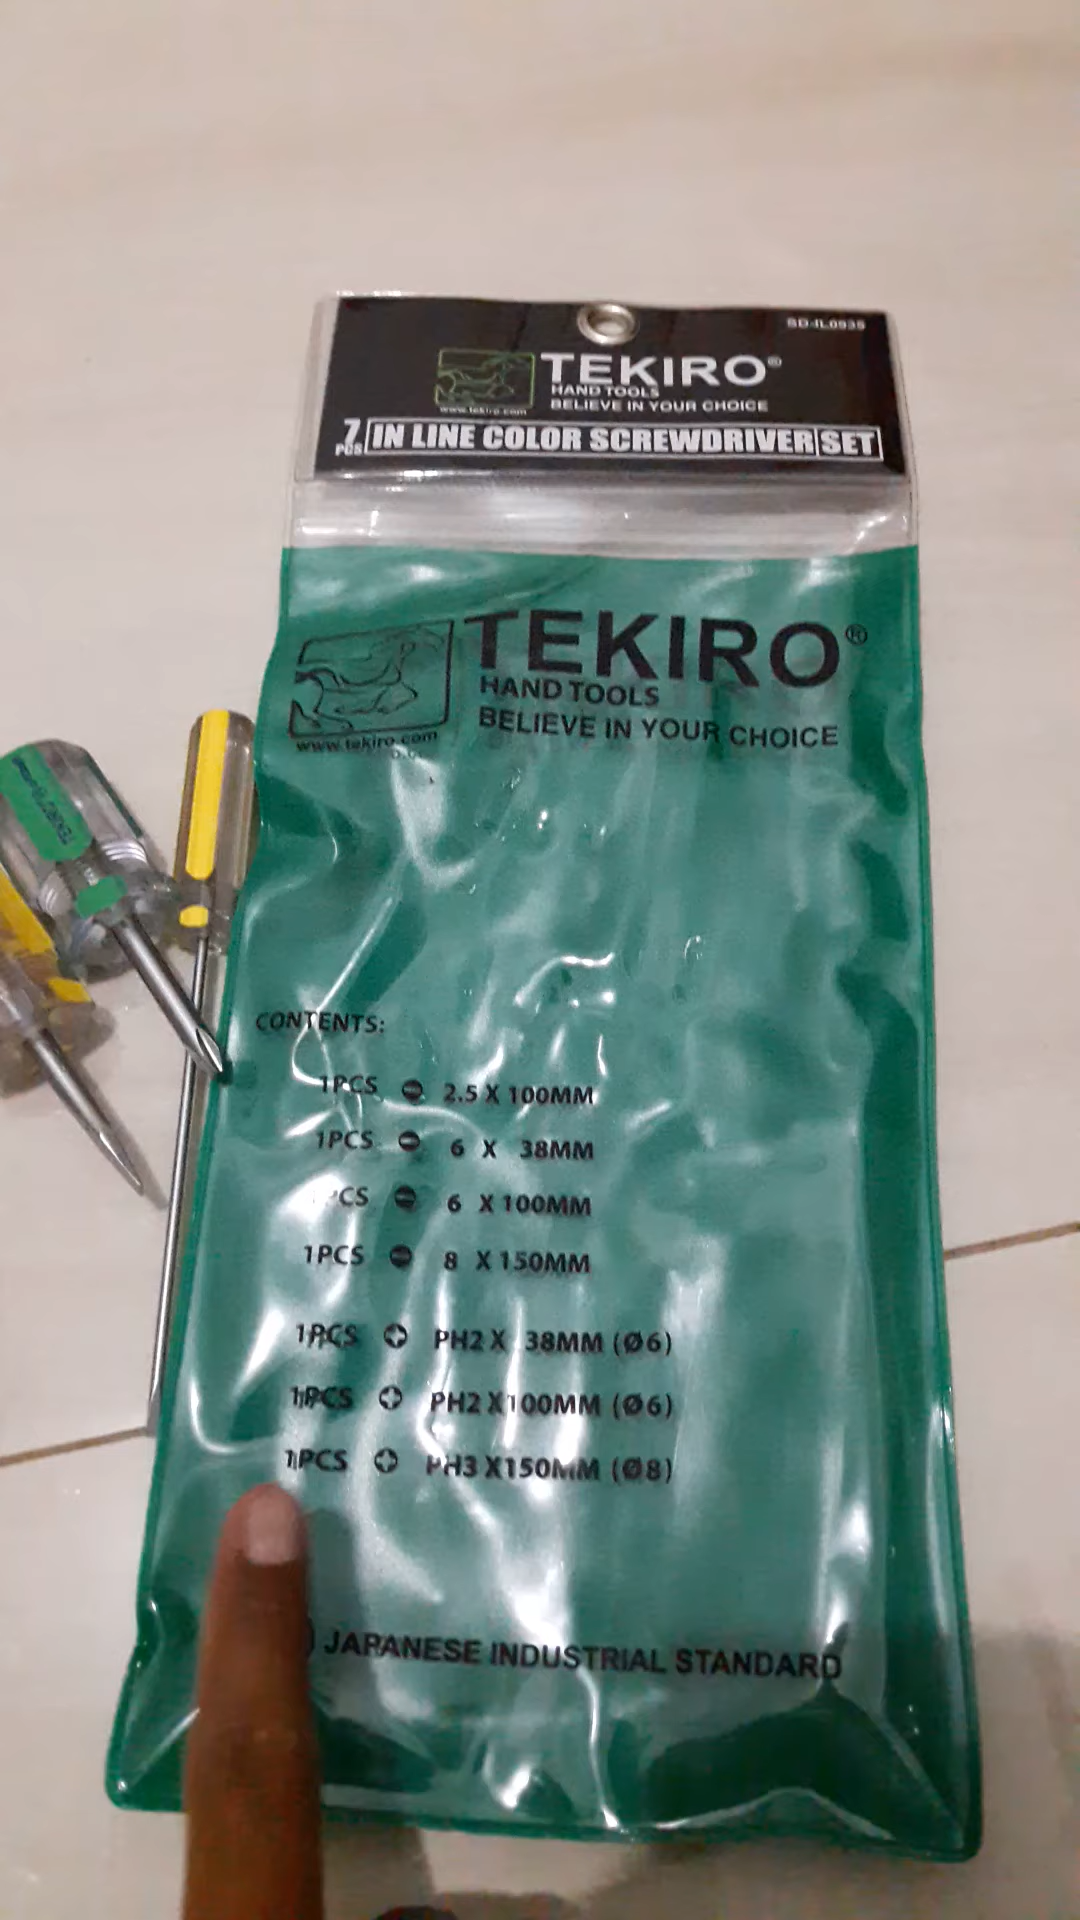 SD-IL0935
TEKIRO®
HAND TOOLS
BELIEVE IN YOUR CHOICE
www.tekiro.com
7 PCS IN LINE COLOR SCREWDRIVER SET
TEKIRO®
HAND TOOLS
BELIEVE IN YOUR CHOICE
www.tekiro.com
TEKIRO
CONTENTS:
1PCS 2.5 X 100MM
1PCS 6 X 38MM
PCS 6 X 100MM
1PCS 8 X 150MM
1PCS PH2 X 38MM (Ø6)
1PCS PH2 X 100MM (Ø6)
1PCS PH3 X 150MM (Ø8)
JAPANESE INDUSTRIAL STANDARD